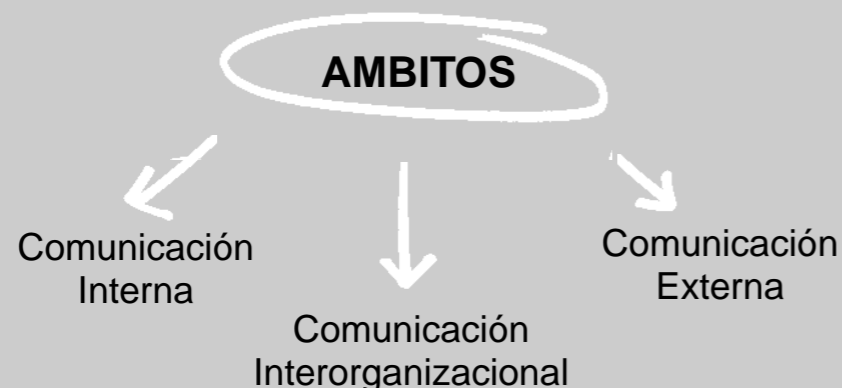 AMBITOS
Comunicación
Interna
Comunicación
Interorganizacional
Comunicación
Externa